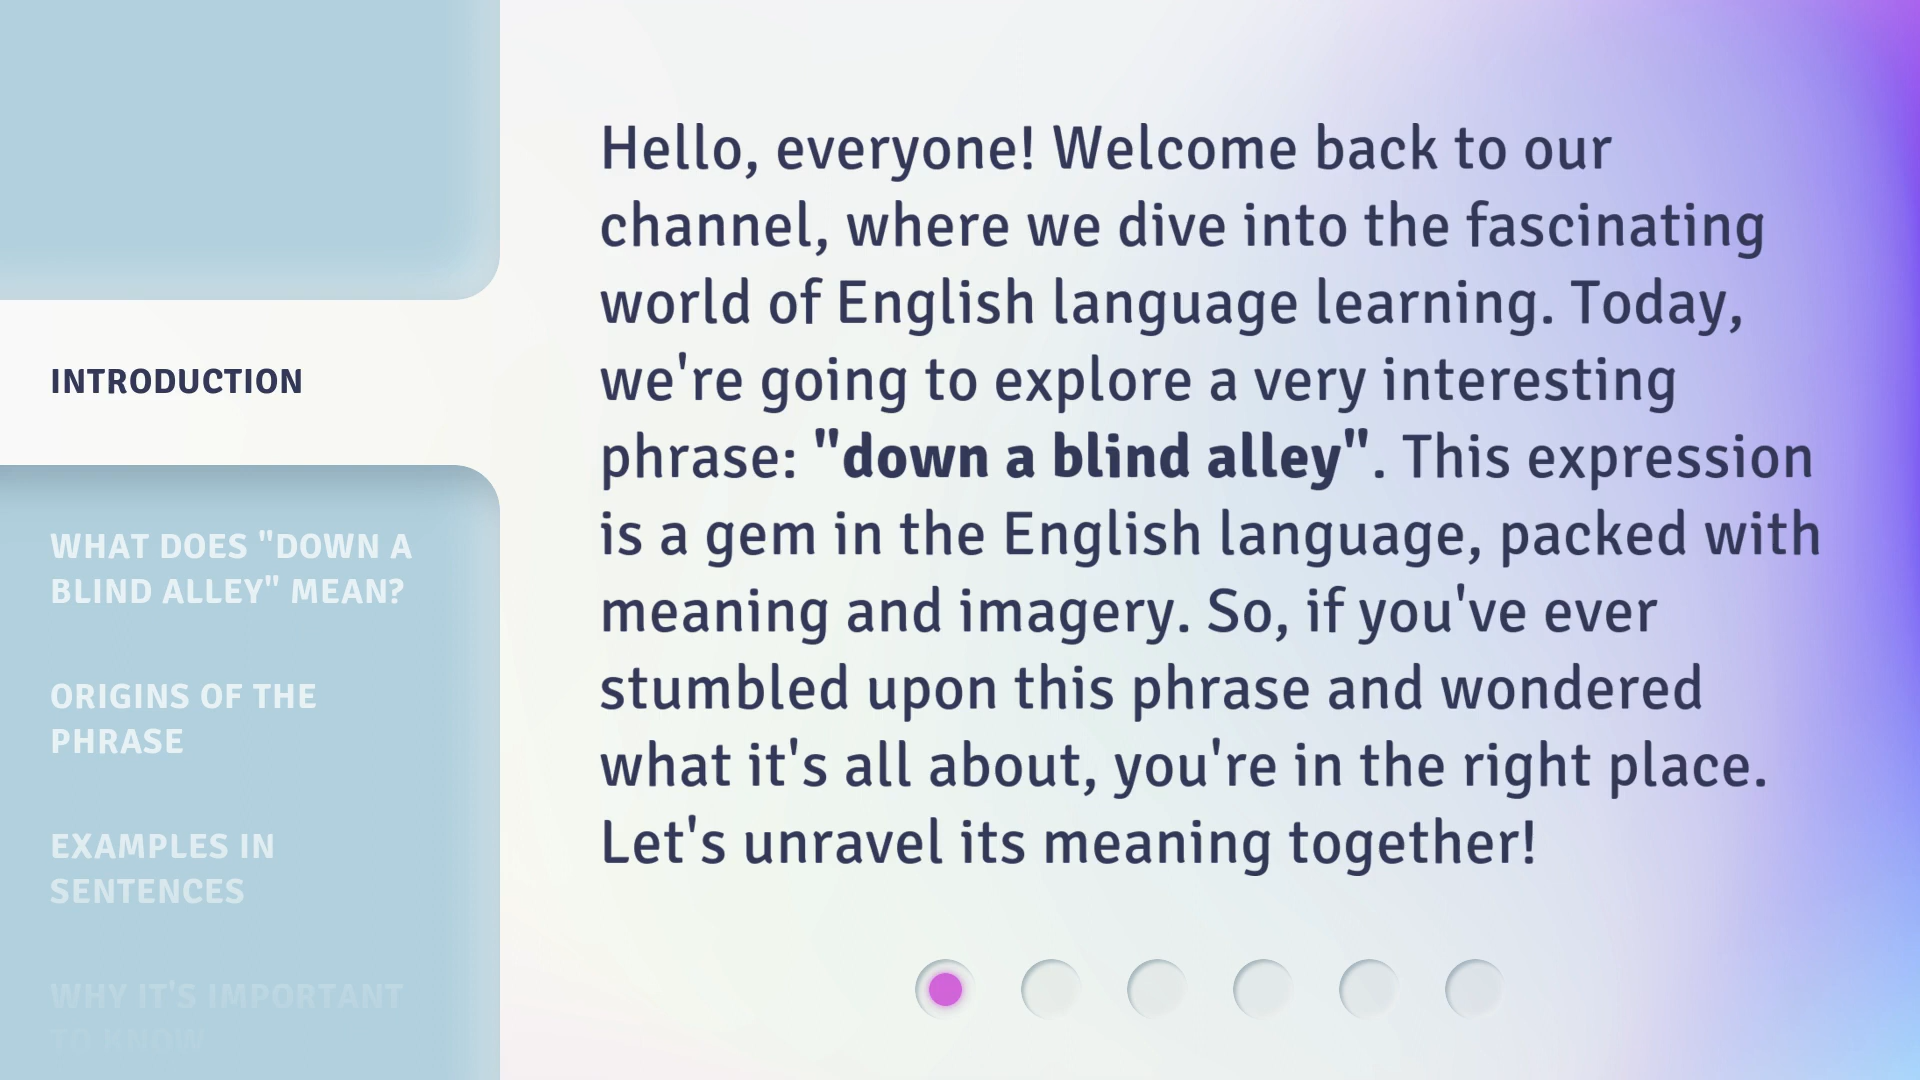 INTRODUCTION
WHAT DOES "DOWN A
BLIND ALLEY" MEAN?
ORIGINS OF THE
PHRASE
EXAMPLES IN
SENTENCES
WHY IT'S IMPORTANT
TO KNOW
Hello, everyone! Welcome back to our
channel, where we dive into the fascinating
world of English language learning. Today,
we're going to explore a very interesting
phrase: "down a blind alley". This expression
is a gem in the English language, packed with
meaning and imagery. So, if you've ever
stumbled upon this phrase and wondered
what it's all about, you're in the right place.
Let's unravel its meaning together!